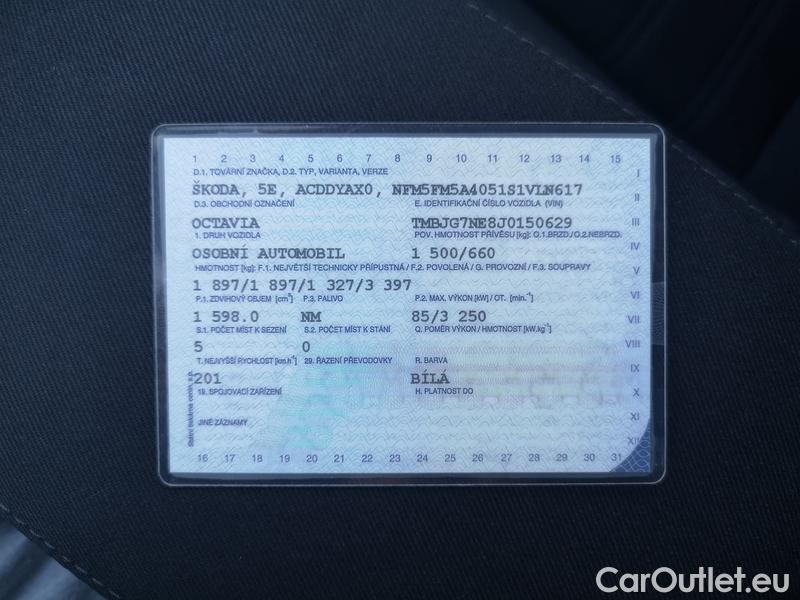 1 2 3 4 5 6 7 8 9 10 11 12 13 14 15
D.1. TOVÁRNÍ ZNAČKA, D.2. TYP, VARIANTA, VERZE
I
ŠKODA, 5E, ACDDYAX0, NFM5FM5A4051S1VLN617
D.3. OBCHODNÍ OZNAČENÍ E. IDENTIFIKAČNÍ ČÍSLO VOZIDLA (VIN)
II
OCTAVIA TMBJG7NE8J0150629
III
1. DRUH VOZIDLA POV. HMOTNOST PŘÍVĚSU [kg]: O.1.BRZD./O.2.NEBRZD.
OSOBNÍ AUTOMOBIL 1 500/660
IV
HMOTNOST [kg]: F.1. NEJVĚTŠÍ TECHNICKY PŘÍPUSTNÁ / F.2. POVOLENÁ / G. PROVOZNÍ / F.3. SOUPRAVY
V
1 897/1 897/1 327/3 397
P.1. ZDVIHOVÝ OBJEM [cm³] P.3. PALIVO P.2. MAX. VÝKON [kW] / OT. [min.⁻¹]
VI
1 598.0 NM 85/3 250
VII
S.1. POČET MÍST K SEZENÍ S.2. POČET MÍST K STÁNÍ Q. POMĚR VÝKON / HMOTNOST [kW.kg⁻¹]
5 0
VIII
T. NEJVYŠŠÍ RYCHLOST [km.h⁻¹] 29. ŘAZENÍ PŘEVODOVKY R. BARVA
IX
201 BÍLÁ
19. SPOJOVACÍ ZAŘÍZENÍ H. PLATNOST DO
X
XI
JINÉ ZÁZNAMY
XII
Státní tiskárna cenin, s.p.
16 17 18 19 20 21 22 23 24 25 26 27 28 29 30 31
CarOutlet.eu